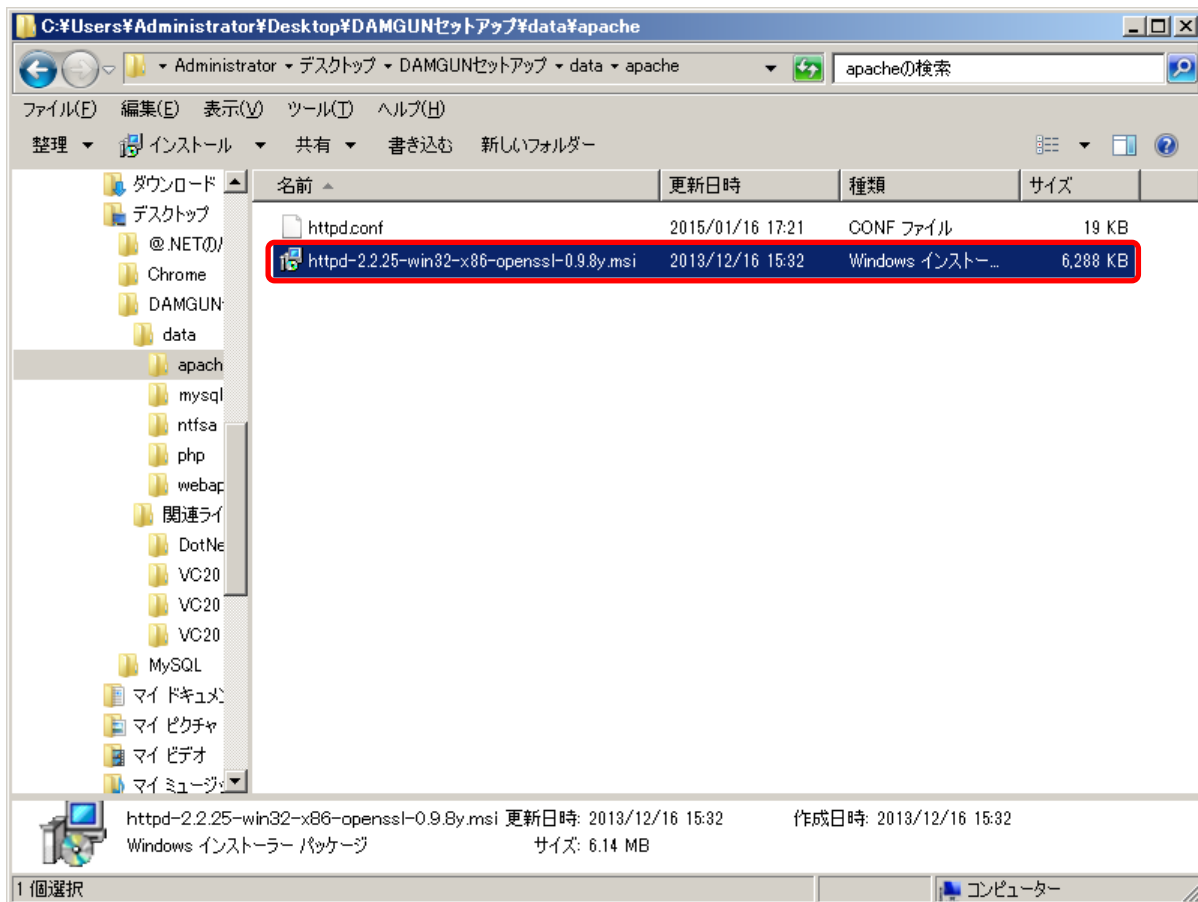 C:¥Users¥Administrator¥Desktop¥DAMGUNセットアップ¥data¥apache
Administrator ▾ デスクトップ ▾ DAMGUNセットアップ ▾ data ▾ apache
apacheの検索
ファイル(F) 編集(E) 表示(V) ツール(T) ヘルプ(H)
整理 ▼ インストール ▼ 共有 ▼ 書き込む 新しいフォルダー
名前 更新日時 種類 サイズ
httpd.conf 2015/01/16 17:21 CONF ファイル 19 KB
httpd-2.2.25-win32-x86-openssl-0.9.8y.msi 2013/12/16 15:32 Windows インストー... 6,288 KB
ダウンロード
デスクトップ
@.NETの
Chrome
DAMGUN
data
apach
mysql
ntfsa
php
webap
関連ライ
DotNe
VC20
VC20
VC20
MySQL
マイ ドキュメ
マイ ピクチャ
マイ ビデオ
マイ ミュージッ
httpd-2.2.25-win32-x86-openssl-0.9.8y.msi 更新日時: 2013/12/16 15:32 作成日時: 2013/12/16 15:32
Windows インストーラー パッケージ サイズ: 6.14 MB
1 個選択 コンピューター